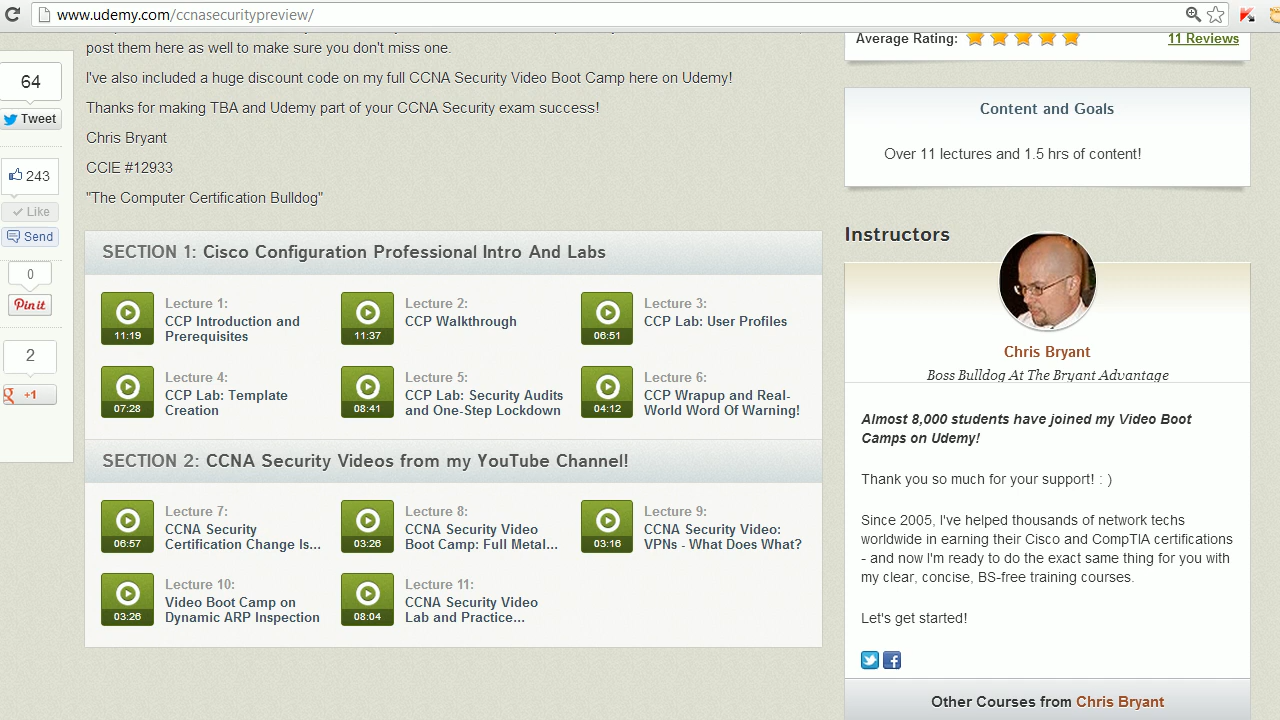 www.udemy.com/ccnasecuritypreview/
post them here as well to make sure you don't miss one.
I've also included a huge discount code on my full CCNA Security Video Boot Camp here on Udemy!
Thanks for making TBA and Udemy part of your CCNA Security exam success!
Chris Bryant
CCIE #12933
"The Computer Certification Bulldog"
64
Tweet
243
Like
Send
0
Pin it
2
+1
SECTION 1: Cisco Configuration Professional Intro And Labs
11:19
Lecture 1:
CCP Introduction and
Prerequisites
11:37
Lecture 2:
CCP Walkthrough
06:51
Lecture 3:
CCP Lab: User Profiles
07:28
Lecture 4:
CCP Lab: Template
Creation
08:41
Lecture 5:
CCP Lab: Security Audits
and One-Step Lockdown
04:12
Lecture 6:
CCP Wrapup and Real-
World Word Of Warning!
SECTION 2: CCNA Security Videos from my YouTube Channel!
06:57
Lecture 7:
CCNA Security
Certification Change Is...
03:26
Lecture 8:
CCNA Security Video
Boot Camp: Full Metal...
03:16
Lecture 9:
CCNA Security Video:
VPNs - What Does What?
03:26
Lecture 10:
Video Boot Camp on
Dynamic ARP Inspection
08:04
Lecture 11:
CCNA Security Video
Lab and Practice...
Average Rating:
11 Reviews
Content and Goals
Over 11 lectures and 1.5 hrs of content!
Instructors
Chris Bryant
Boss Bulldog At The Bryant Advantage
Almost 8,000 students have joined my Video Boot
Camps on Udemy!
Thank you so much for your support! : )
Since 2005, I've helped thousands of network techs
worldwide in earning their Cisco and CompTIA certifications
- and now I'm ready to do the exact same thing for you with
my clear, concise, BS-free training courses.
Let's get started!
Other Courses from Chris Bryant